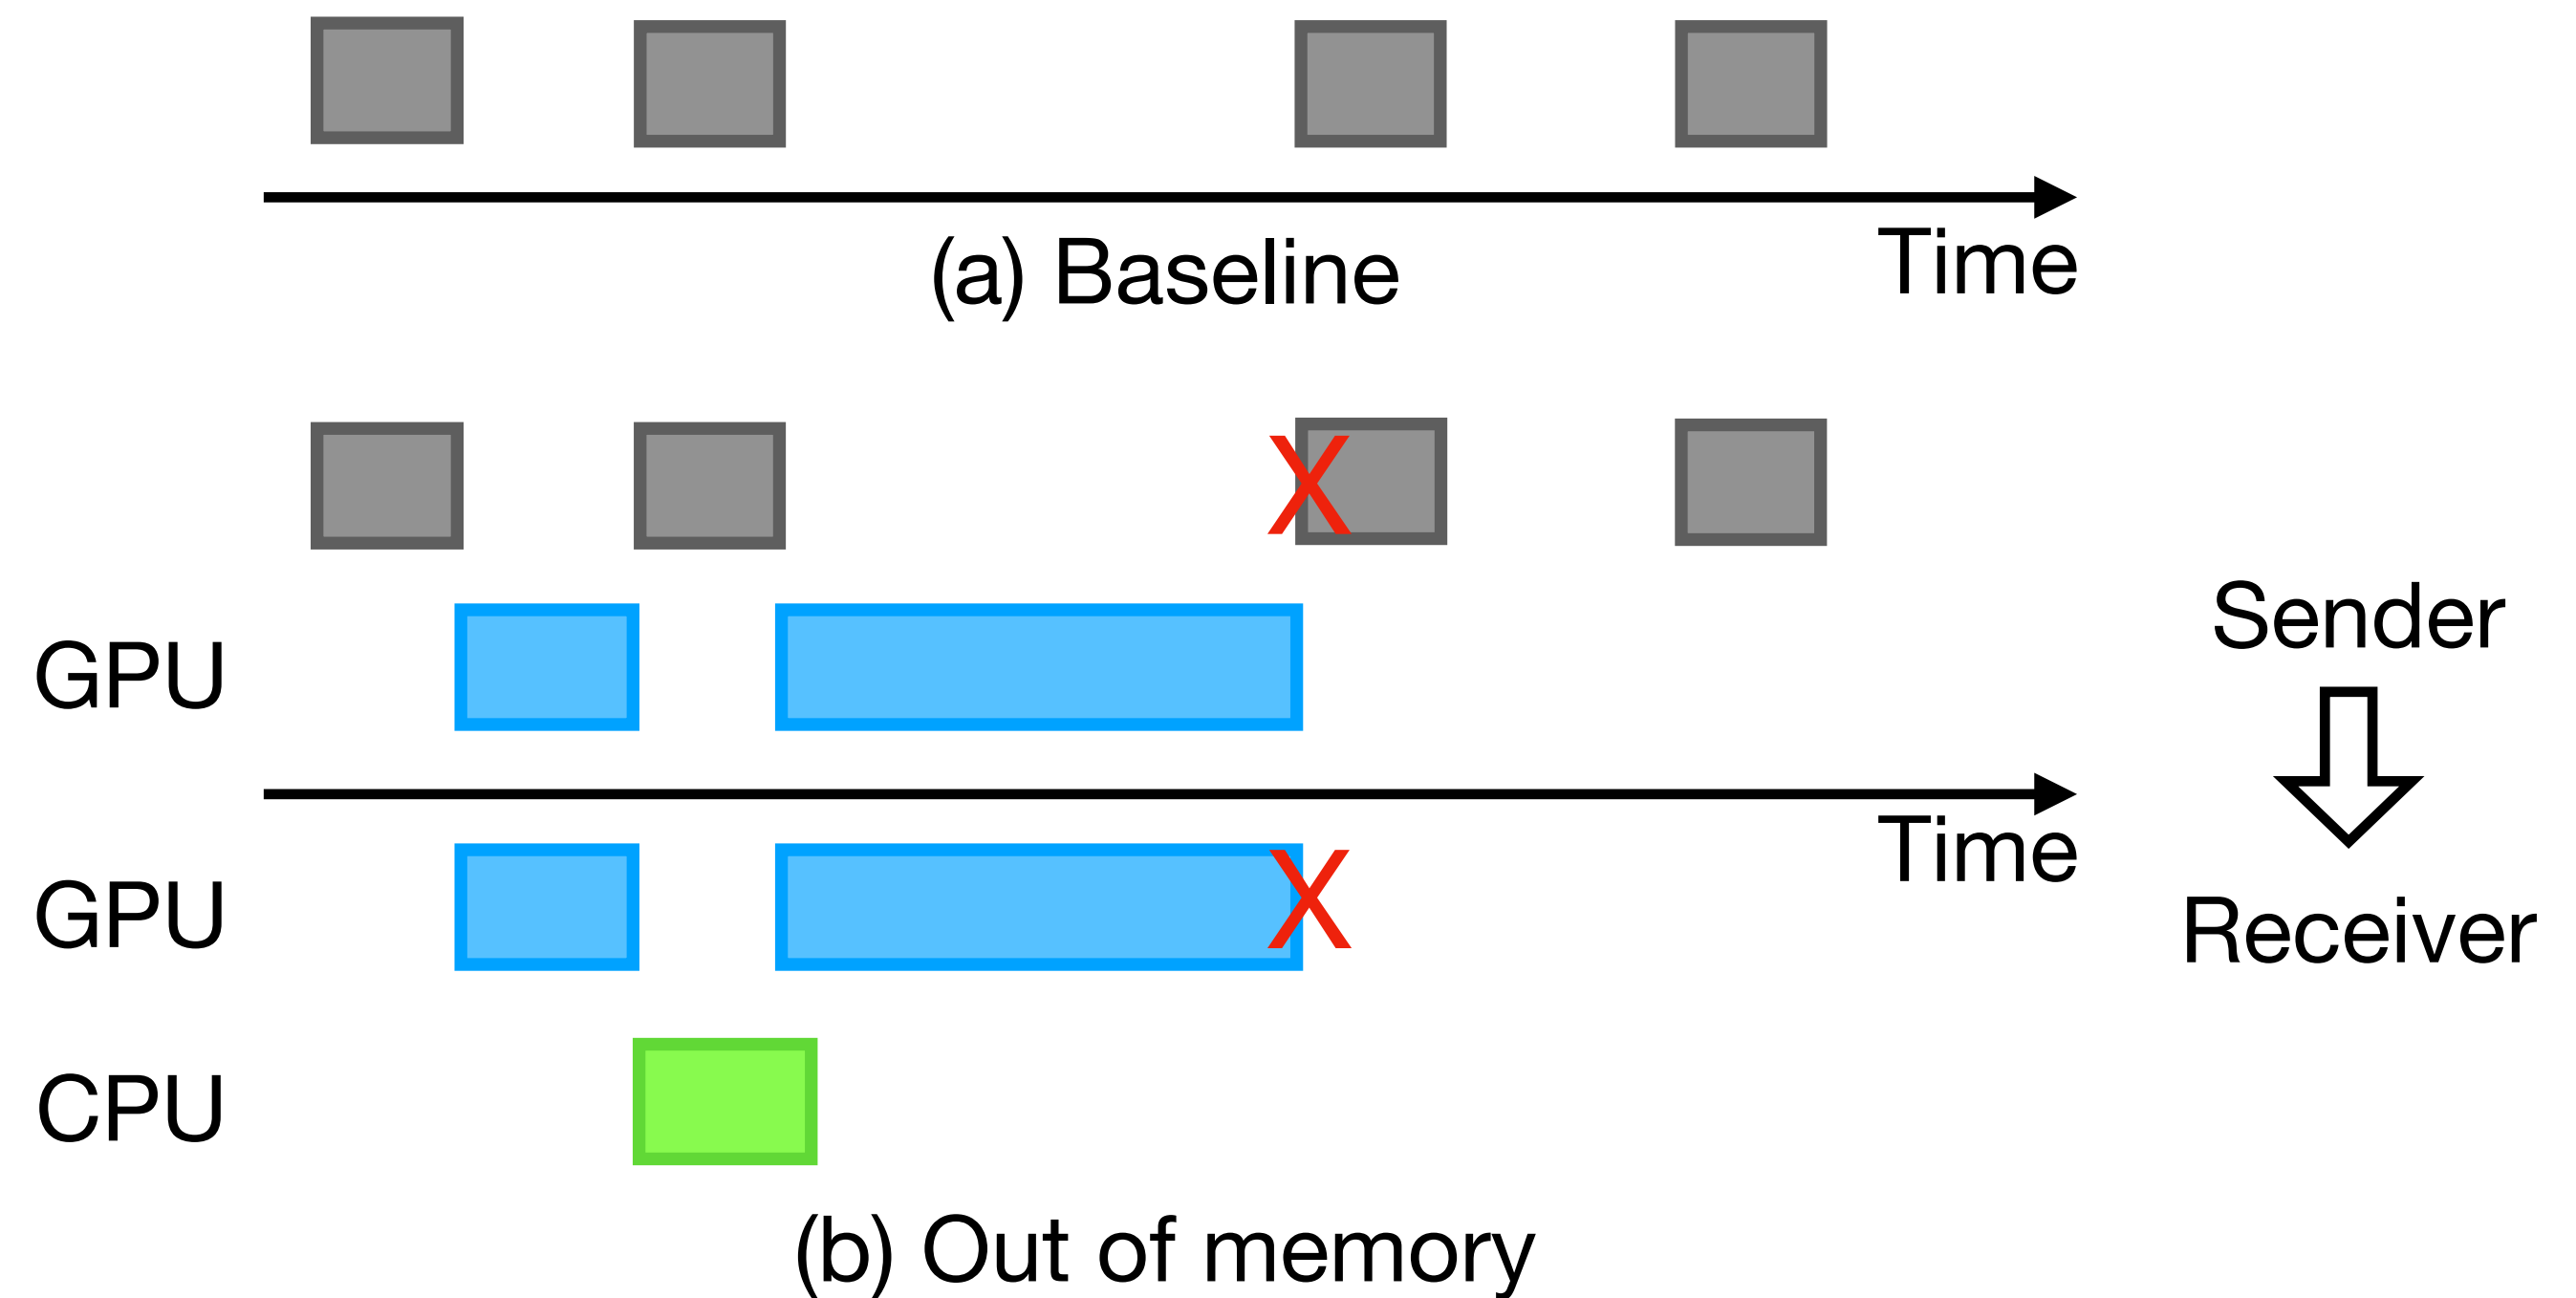 Time
(a) Baseline
X
GPU
Sender
Time
GPU
X
Receiver
CPU
(b) Out of memory